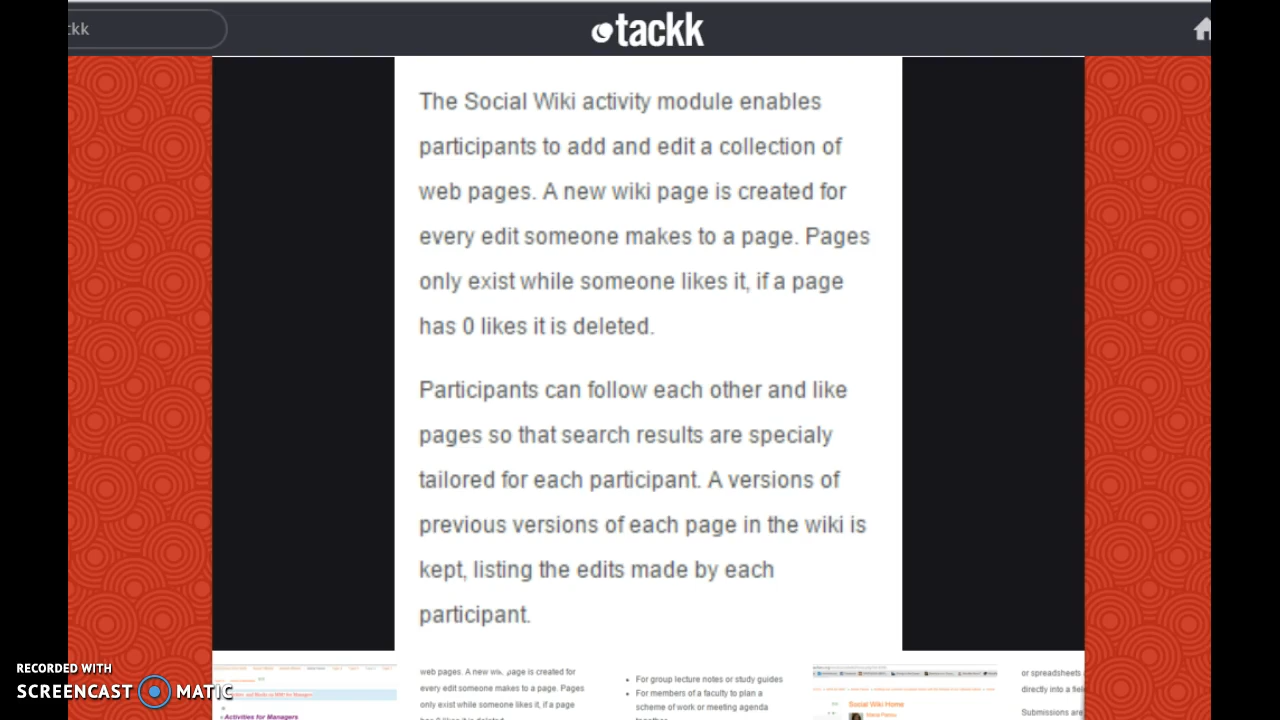 ckk
tackk
The Social Wiki activity module enables
participants to add and edit a collection of
web pages. A new wiki page is created for
every edit someone makes to a page. Pages
only exist while someone likes it, if a page
has 0 likes it is deleted.
Participants can follow each other and like
pages so that search results are specialy
tailored for each participant. A versions of
previous versions of each page in the wiki is
kept, listing the edits made by each
participant.
Activities for Managers
web pages. A new wiki page is created for
every edit someone makes to a page. Pages
only exist while someone likes it, if a page
• For group lecture notes or study guides
• For members of a faculty to plan a
scheme of work or meeting agenda
together
Social Wiki Home
or spreadsheets
directly into a fiel
Submissions are
RECORDED WITH
SCREENCAST MATIC